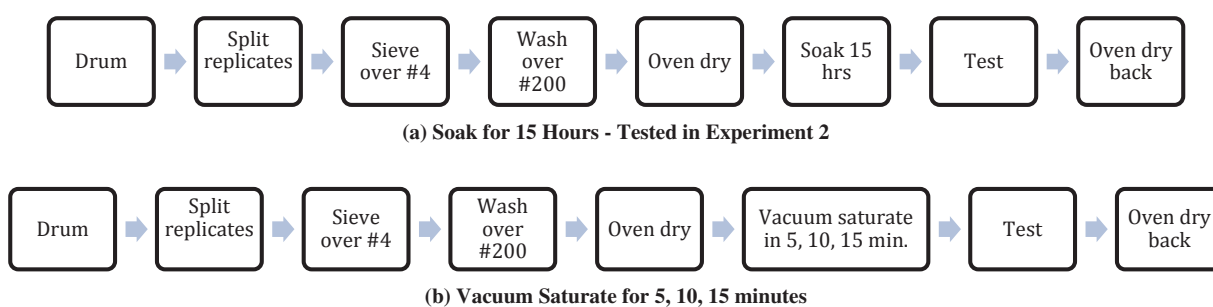 Drum
Split
replicates
Sieve
over #4
Wash
over
#200
Oven dry
Soak 15
hrs
Test
Oven dry
back
(a) Soak for 15 Hours - Tested in Experiment 2
Drum
Split
replicates
Sieve
over #4
Wash
over
#200
Oven dry
Vacuum saturate
in 5, 10, 15 min.
Test
Oven dry
back
(b) Vacuum Saturate for 5, 10, 15 minutes